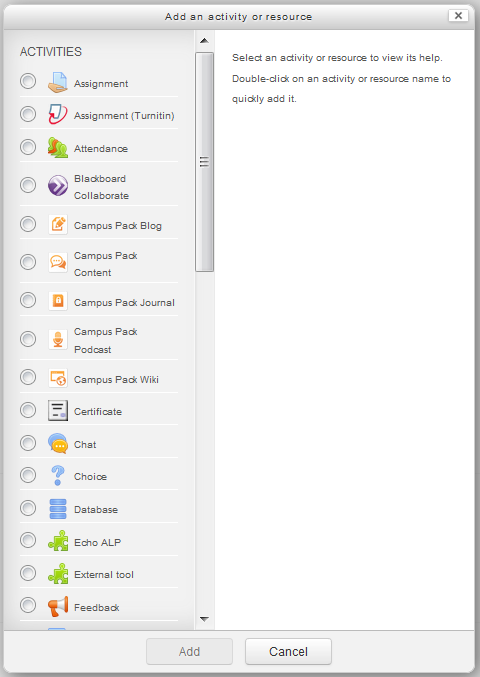 Add an activity or resource
ACTIVITIES
Assignment
Assignment (Turnitin)
Attendance
Blackboard
Collaborate
Campus Pack Blog
Campus Pack
Content
Campus Pack Journal
Campus Pack
Podcast
Campus Pack Wiki
Certificate
Chat
Choice
Database
Echo ALP
External tool
Feedback
Select an activity or resource to view its help.
Double-click on an activity or resource name to
quickly add it.
Add
Cancel